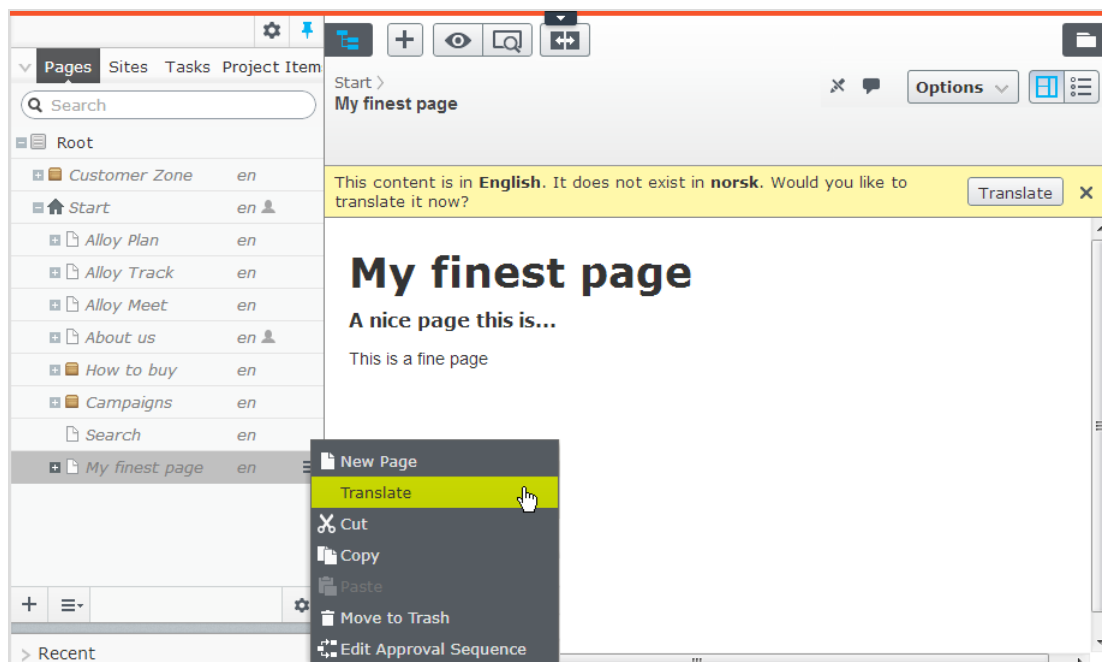 Pages Sites Tasks Project Item
Search
Root
Customer Zone en
Start en
Alloy Plan en
Alloy Track en
Alloy Meet en
About us en
How to buy en
Campaigns en
Search en
My finest page en
Recent
Start
My finest page
Options
This content is in English. It does not exist in norsk. Would you like to
translate it now?
Translate
My finest page
A nice page this is...
This is a fine page
New Page
Translate
Cut
Copy
Paste
Move to Trash
Edit Approval Sequence